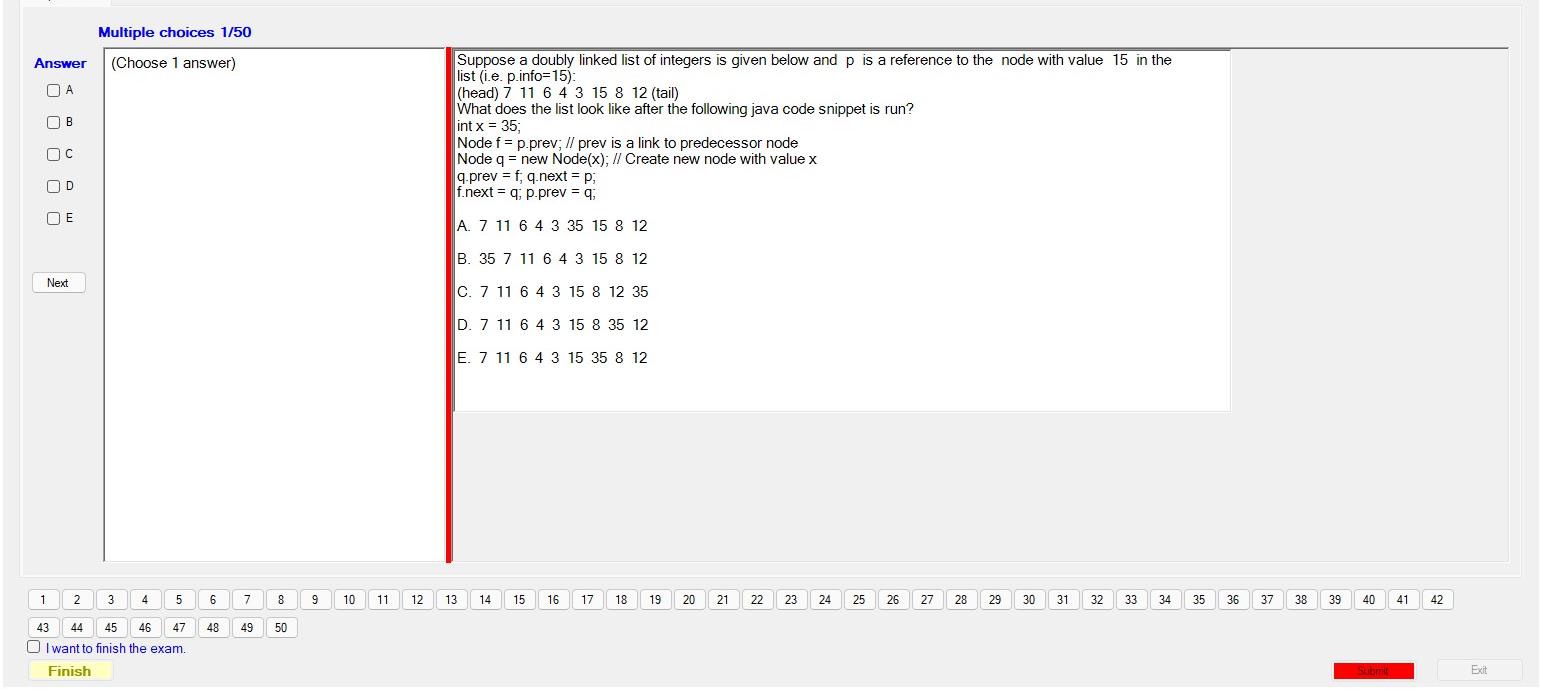 Multiple choices 1/50
Answer
(Choose 1 answer)
A
B
C
D
E
Next
Suppose a doubly linked list of integers is given below and p is a reference to the node with value 15 in the
list (i.e. p.info=15):
(head) 7 11 6 4 3 15 8 12 (tail)
What does the list look like after the following java code snippet is run?
int x = 35;
Node f = p.prev; // prev is a link to predecessor node
Node q = new Node(x); // Create new node with value x
q.prev = f; q.next = p;
f.next = q; p.prev = q;
A. 7 11 6 4 3 35 15 8 12
B. 35 7 11 6 4 3 15 8 12
C. 7 11 6 4 3 15 8 12 35
D. 7 11 6 4 3 15 8 35 12
E. 7 11 6 4 3 15 35 8 12
1 2 3 4 5 6 7 8 9 10 11 12 13 14 15 16 17 18 19 20 21 22 23 24 25 26 27 28 29 30 31 32 33 34 35 36 37 38 39 40 41 42
43 44 45 46 47 48 49 50
I want to finish the exam.
Finish
Submit
Exit